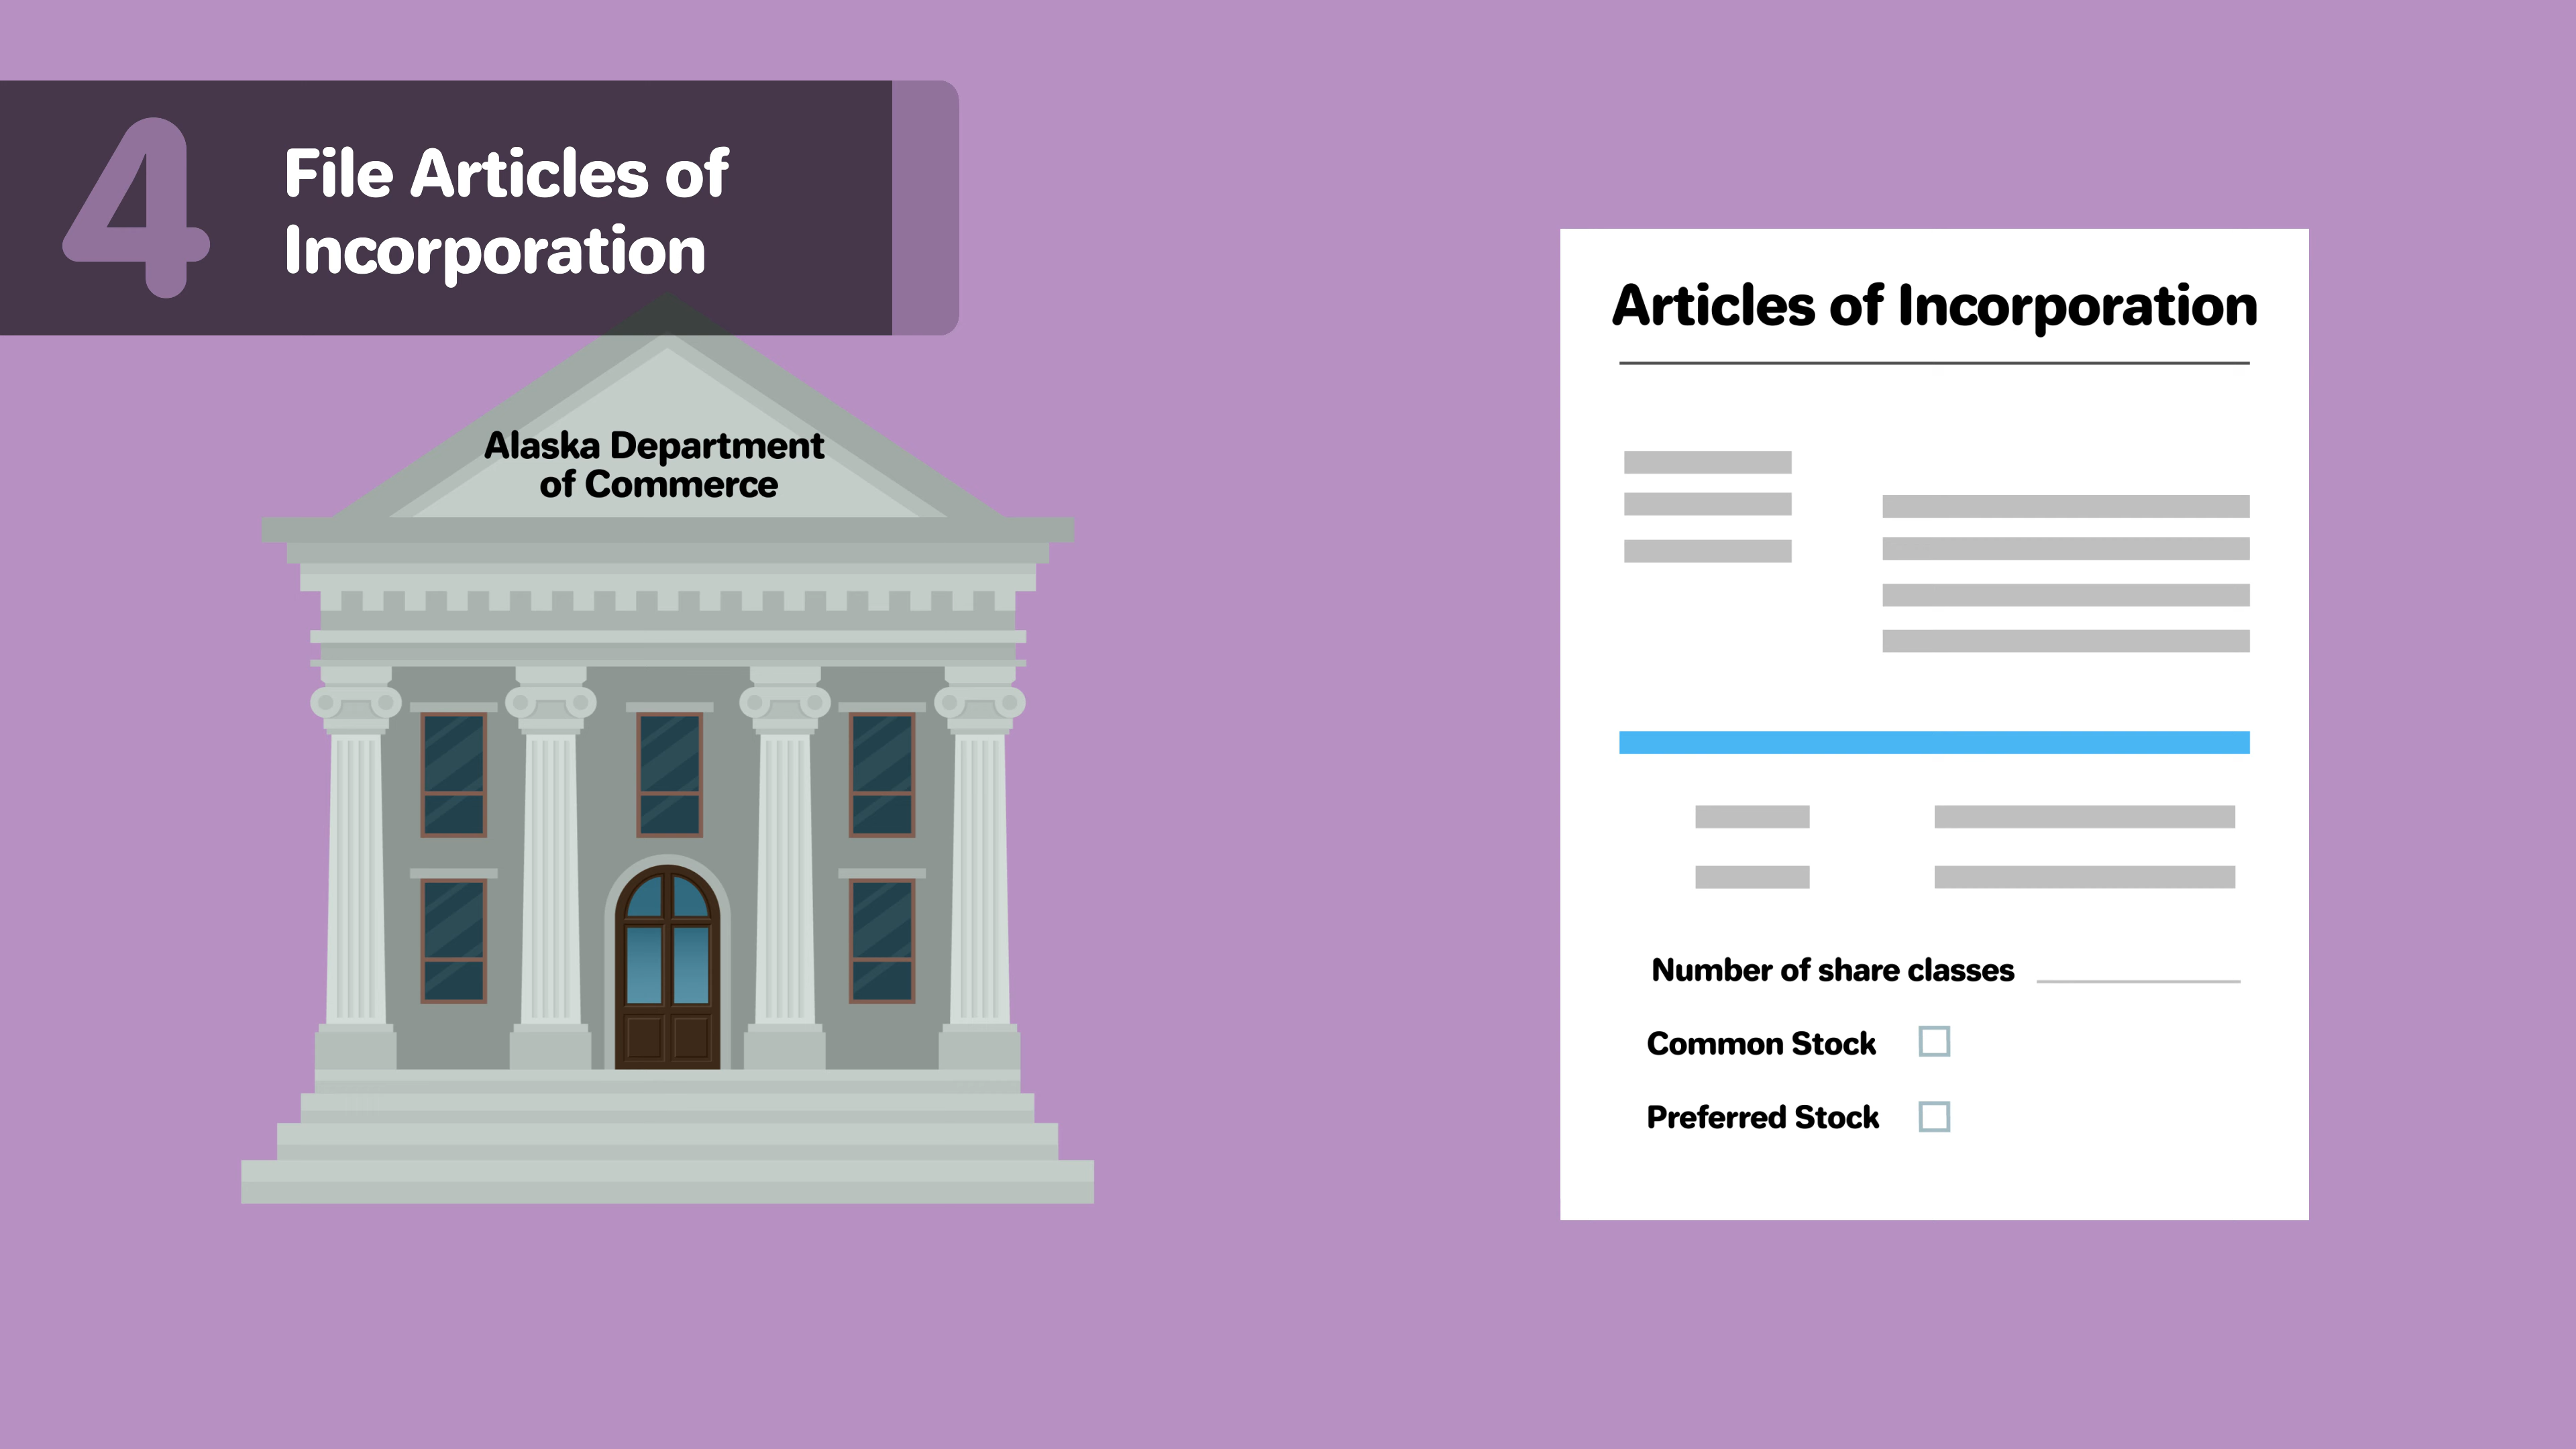 4
File Articles of
Incorporation
Alaska Department
of Commerce
Articles of Incorporation
Number of share classes
Common Stock
Preferred Stock